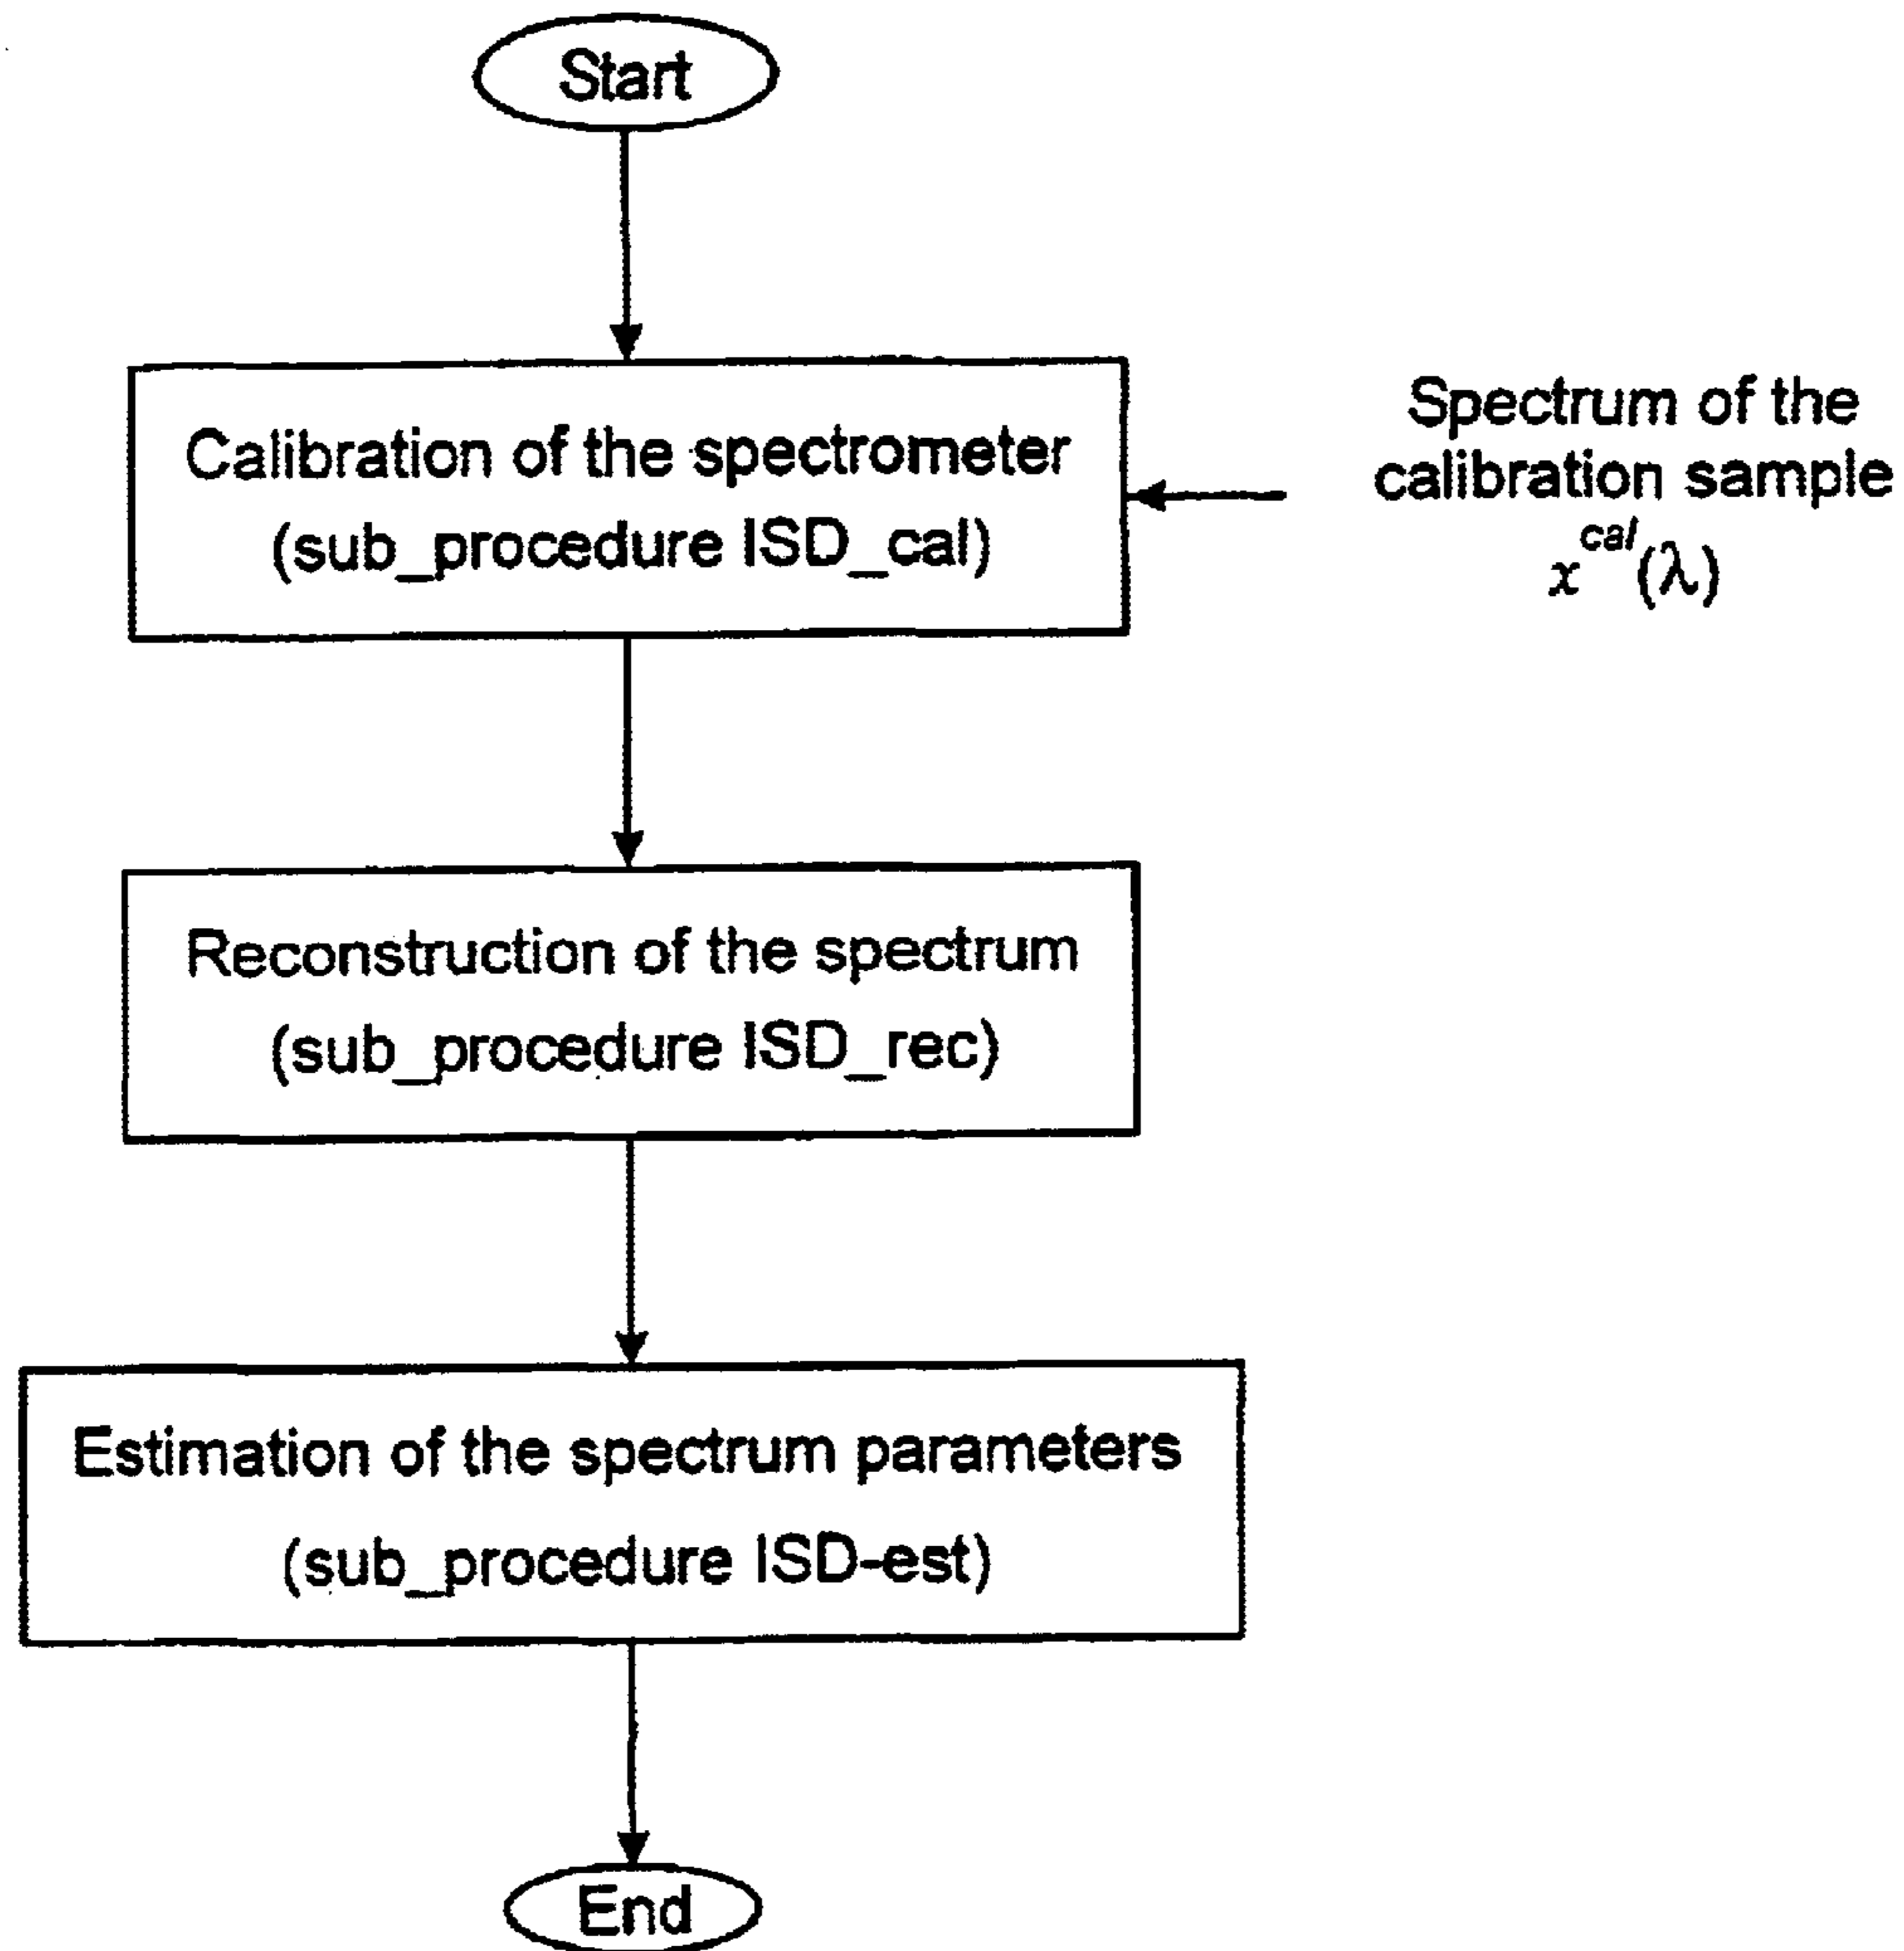 Start
Calibration of the spectrometer
(sub_procedure ISD_cal)
Spectrum of the
calibration sample
x^cal(λ)
Reconstruction of the spectrum
(sub_procedure ISD_rec)
Estimation of the spectrum parameters
(sub_procedure ISD-est)
End